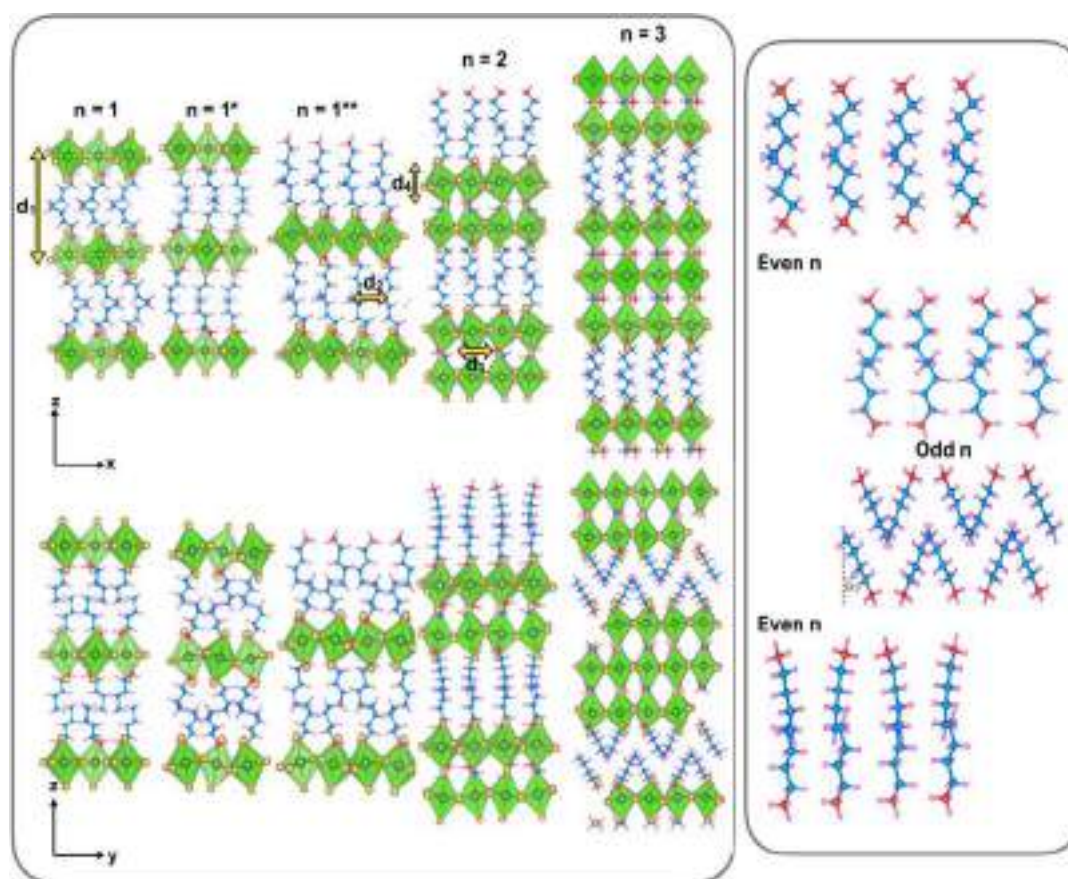 n = 1
n = 1*
n = 1**
n = 2
n = 3
d₁
d₂
d₃
d₄
z
x
z
y
Even n
Odd n
Even n